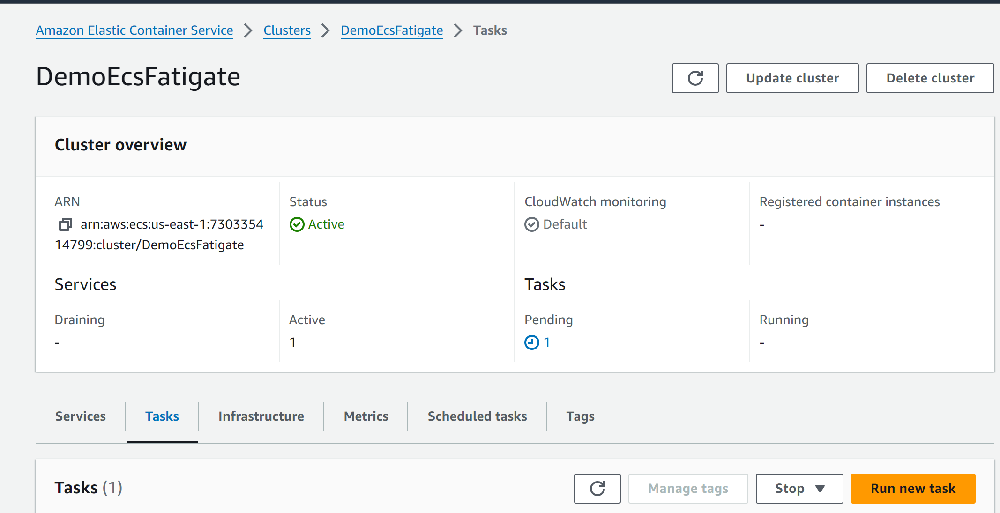 Amazon Elastic Container Service > Clusters > DemoEcsFatigate > Tasks
DemoEcsFatigate
Update cluster
Delete cluster
Cluster overview
ARN
arn:aws:ecs:us-east-1:7303354
14799:cluster/DemoEcsFatigate
Status
Active
CloudWatch monitoring
Default
Registered container instances
-
Services
Draining
-
Active
1
Tasks
Pending
1
Running
-
Services
Tasks
Infrastructure
Metrics
Scheduled tasks
Tags
Tasks (1)
Manage tags
Stop
Run new task